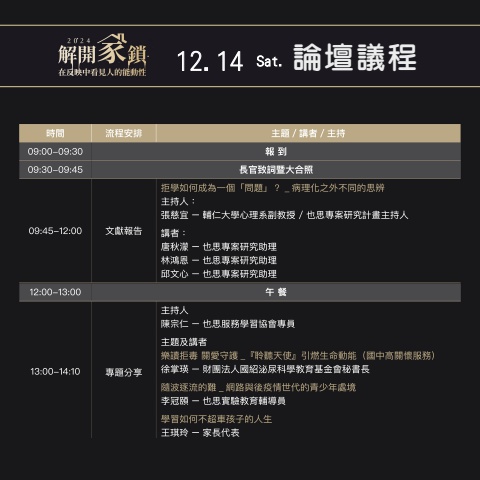 2024
解開家鎖
在反映中看見人的能動性
12.14 Sat. 論壇議程
時間 流程安排 主題 / 講者 / 主持
09:00–09:30 報到
09:30–09:45 長官致詞暨大合照
拒學如何成為一個「問題」？_ 病理化之外不同的思辨
主持人：
張慈宜 — 輔仁大學心理系副教授 / 也思專案研究計畫主持人
09:45–12:00 文獻報告
講者：
唐秋濛 — 也思專案研究助理
林鴻恩 — 也思專案研究助理
邱文心 — 也思專案研究助理
12:00–13:00 午餐
主持人
陳宗仁 — 也思服務學習協會專員
主題及講者
樂讀拒毒 關愛守護 _『聆聽天使』引燃生命動能（國中高關懷服務）
13:00–14:10 專題分享
徐掌瑛 — 財團法人國紹泌尿科學教育基金會秘書長
隨波逐流的難 _ 網路與後疫情世代的青少年處境
李冠頤 — 也思實驗教育輔導員
學習如何不超車孩子的人生
王琪玲 — 家長代表